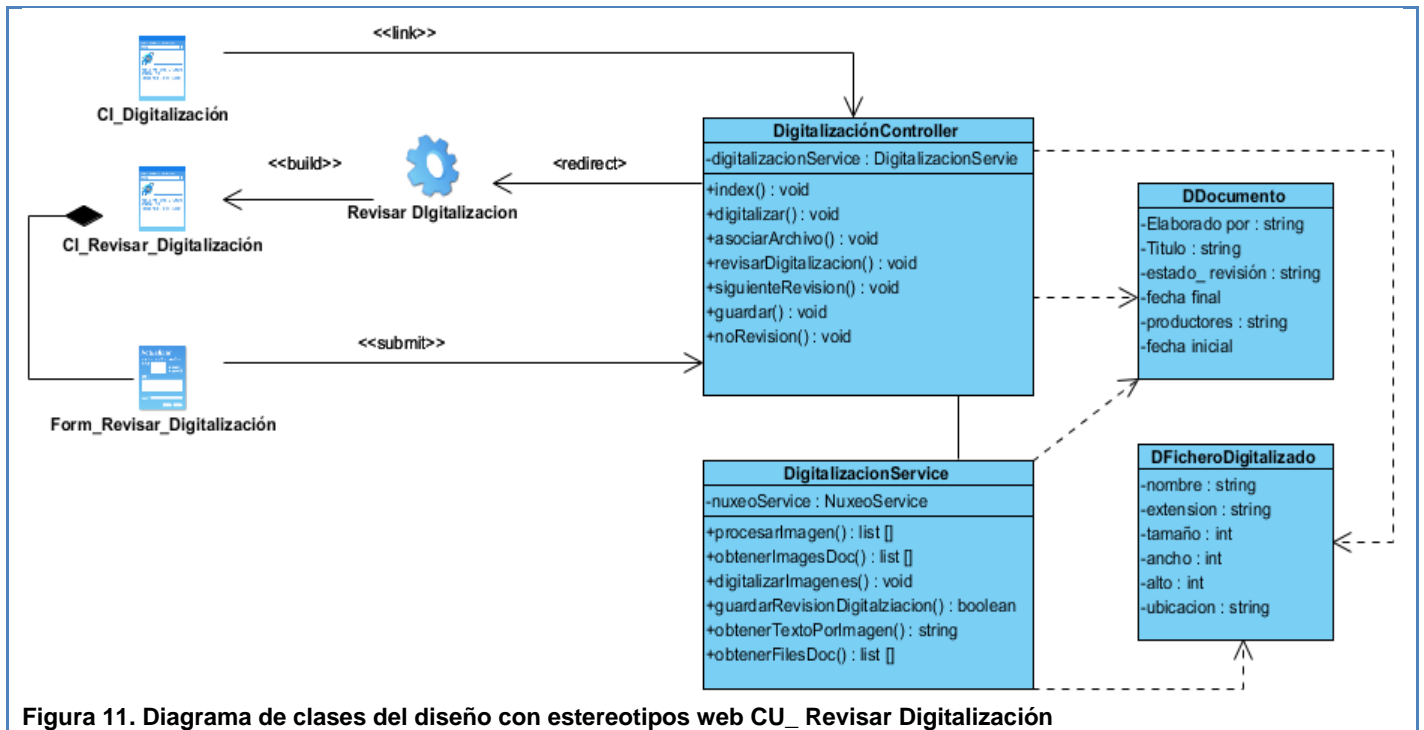 <<link>>
CI_Digitalización
<<build>>
<redirect>
Revisar DIgitalizacion
CI_Revisar_Digitalización
<<submit>>
Form_Revisar_Digitalización
DigitalizaciónController
-digitalizacionService : DigitalizacionServie
+index() : void
+digitalizar() : void
+asociarArchivo() : void
+revisarDigitalizacion() : void
+siguienteRevision() : void
+guardar() : void
+noRevision() : void
DDocumento
-Elaborado por : string
-Titulo : string
-estado_ revisión : string
-fecha final
-productores : string
-fecha inicial
DigitalizacionService
-nuxeoService : NuxeoService
+procesarImagen() : list []
+obtenerImagesDoc() : list []
+digitalizarImagenes() : void
+guardarRevisionDigitalziacion() : boolean
+obtenerTextoPorImagen() : string
+obtenerFilesDoc() : list []
DFicheroDigitalizado
-nombre : string
-extension : string
-tamaño : int
-ancho : int
-alto : int
-ubicacion : string
Figura 11. Diagrama de clases del diseño con estereotipos web CU_ Revisar Digitalización